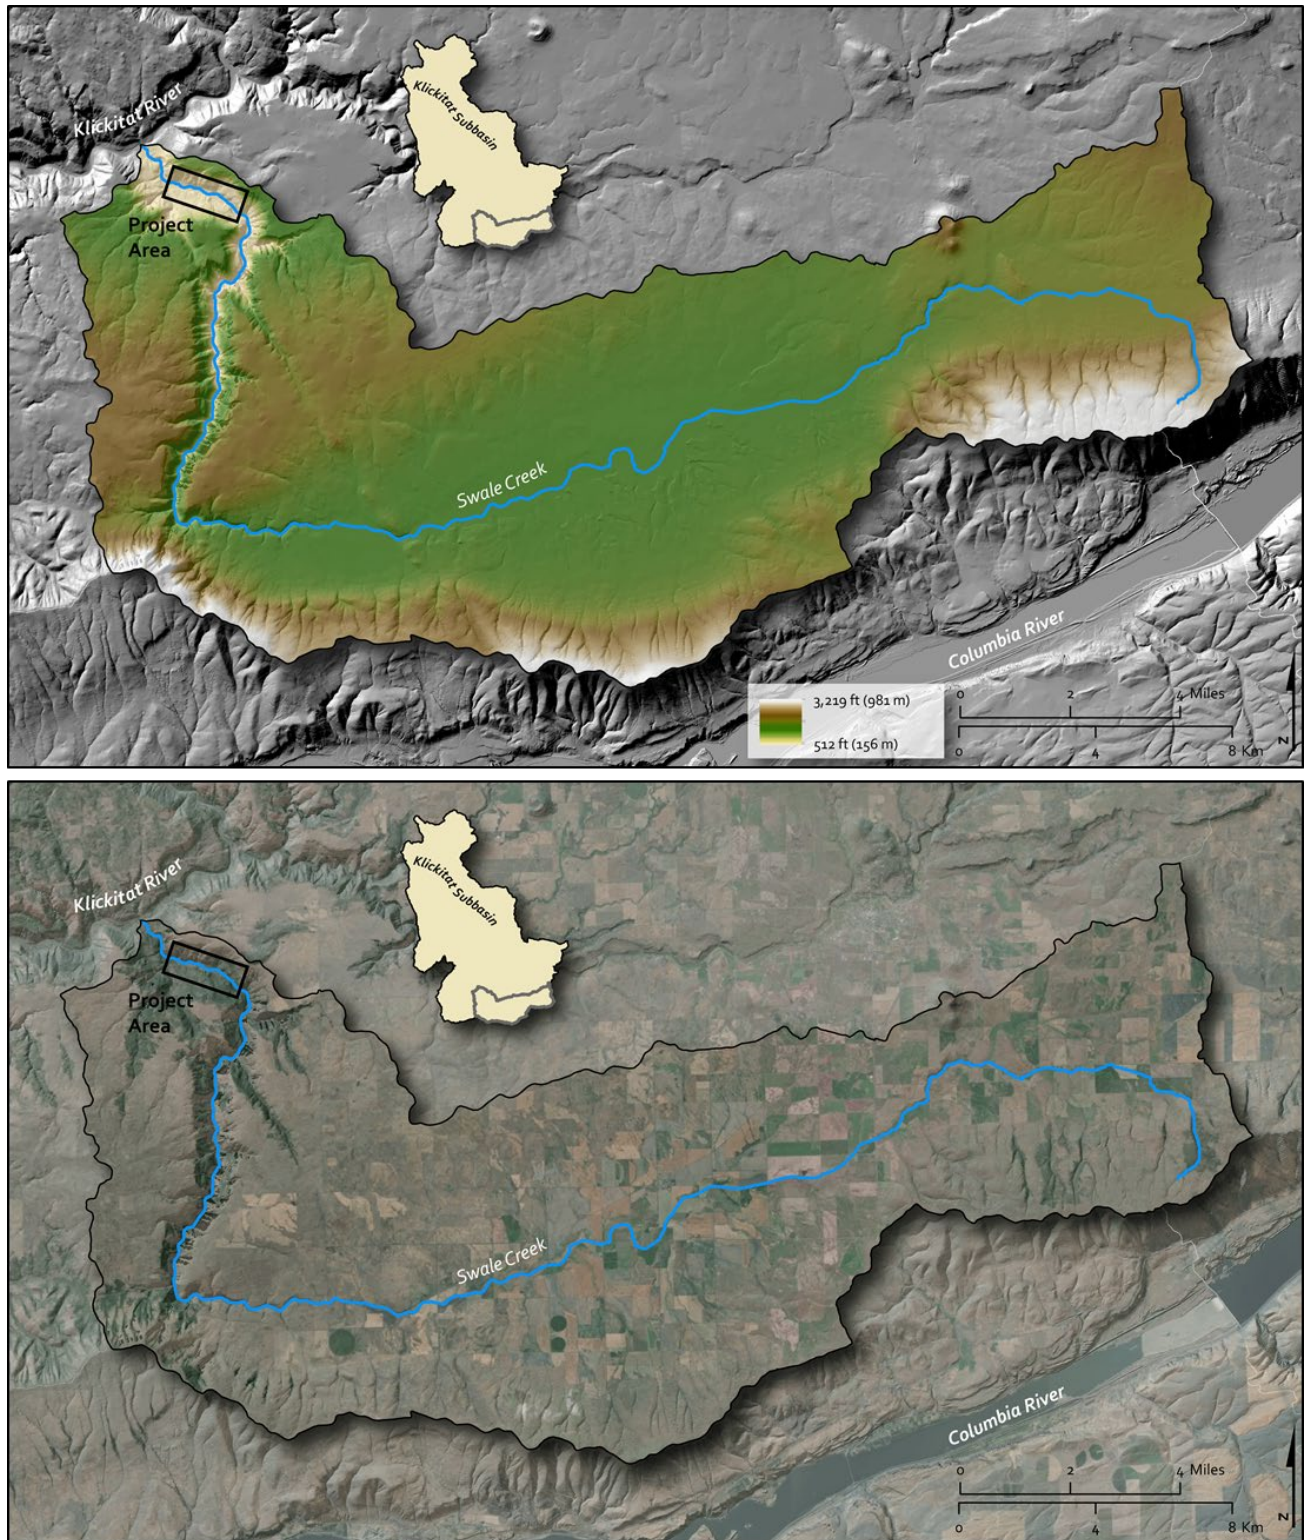 Klickitat River
Klickitat Subbasin
Project
Area
Swale Creek
Columbia River
3,219 ft (981 m)
512 ft (156 m)
0 2 4 Miles
0 4 8 Km
N
Klickitat River
Klickitat Subbasin
Project
Area
Swale Creek
Columbia River
0 2 4 Miles
0 4 8 Km
N